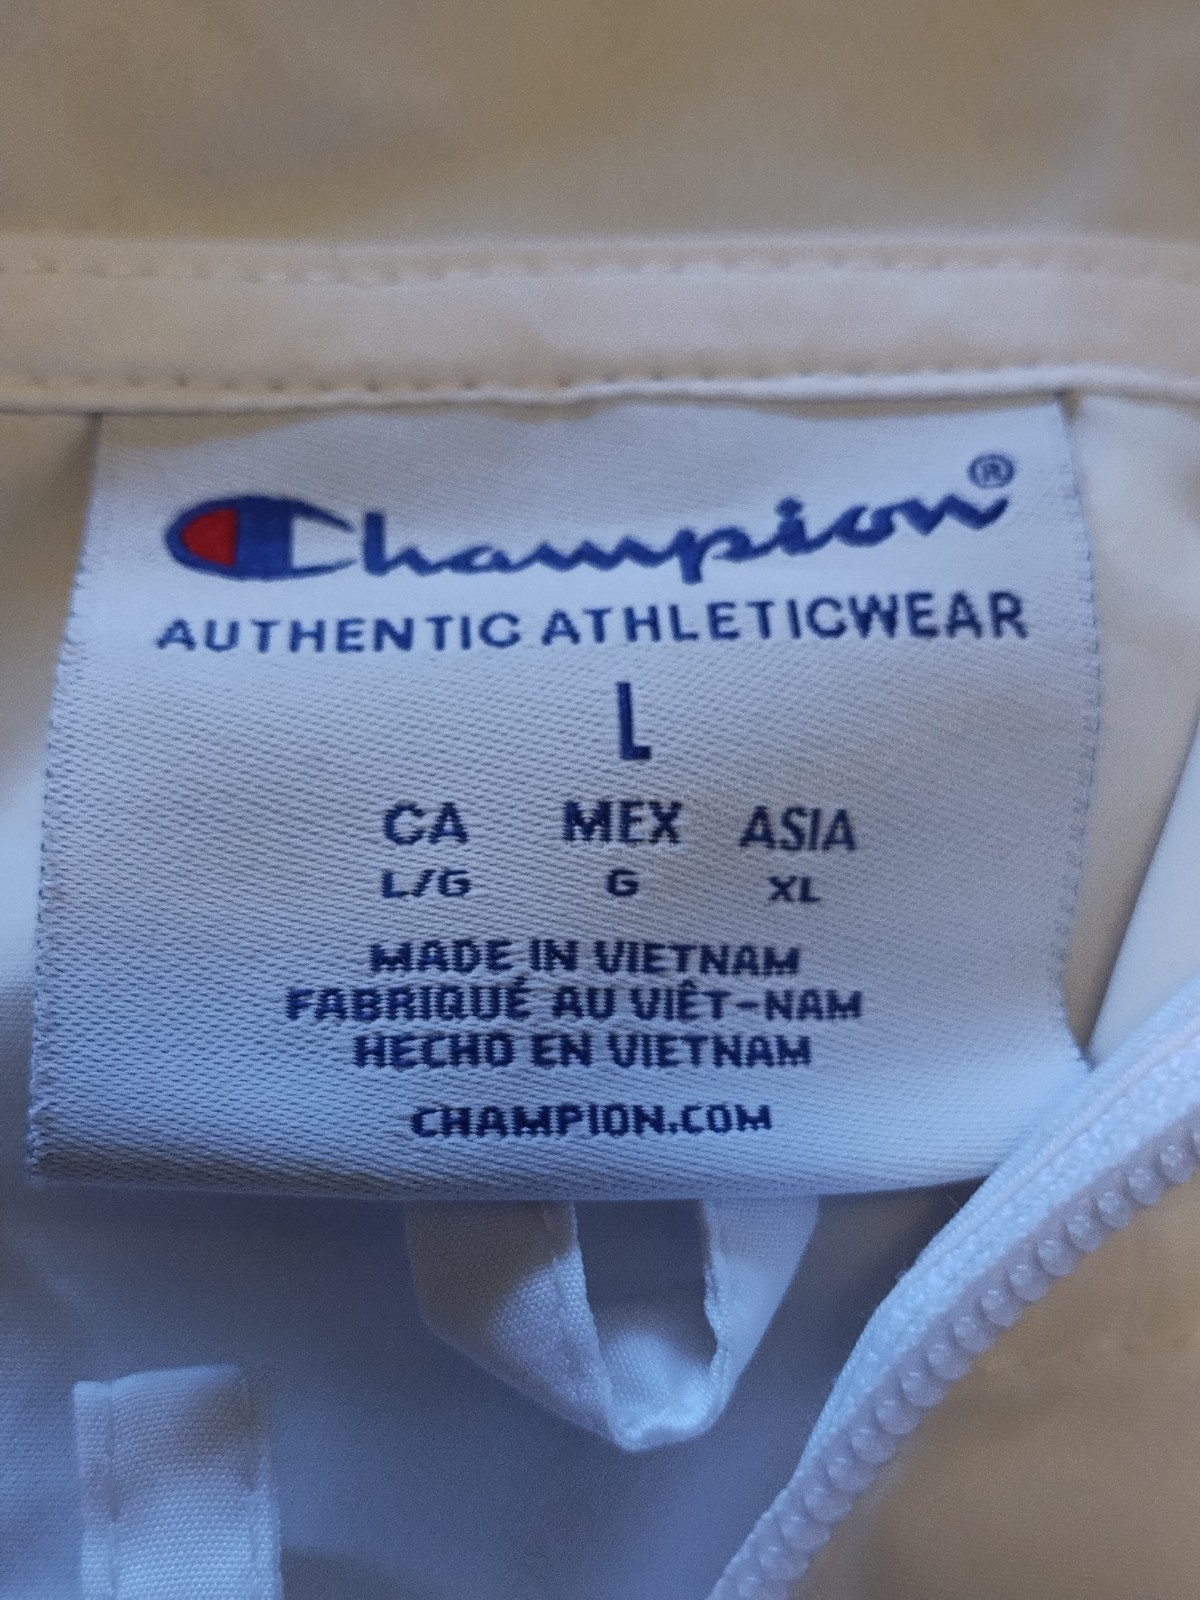 Champion®
AUTHENTIC ATHLETICWEAR
L
CA MEX ASIA
L/G G XL
MADE IN VIETNAM
FABRIQUÉ AU VIÊT-NAM
HECHO EN VIETNAM
CHAMPION.COM